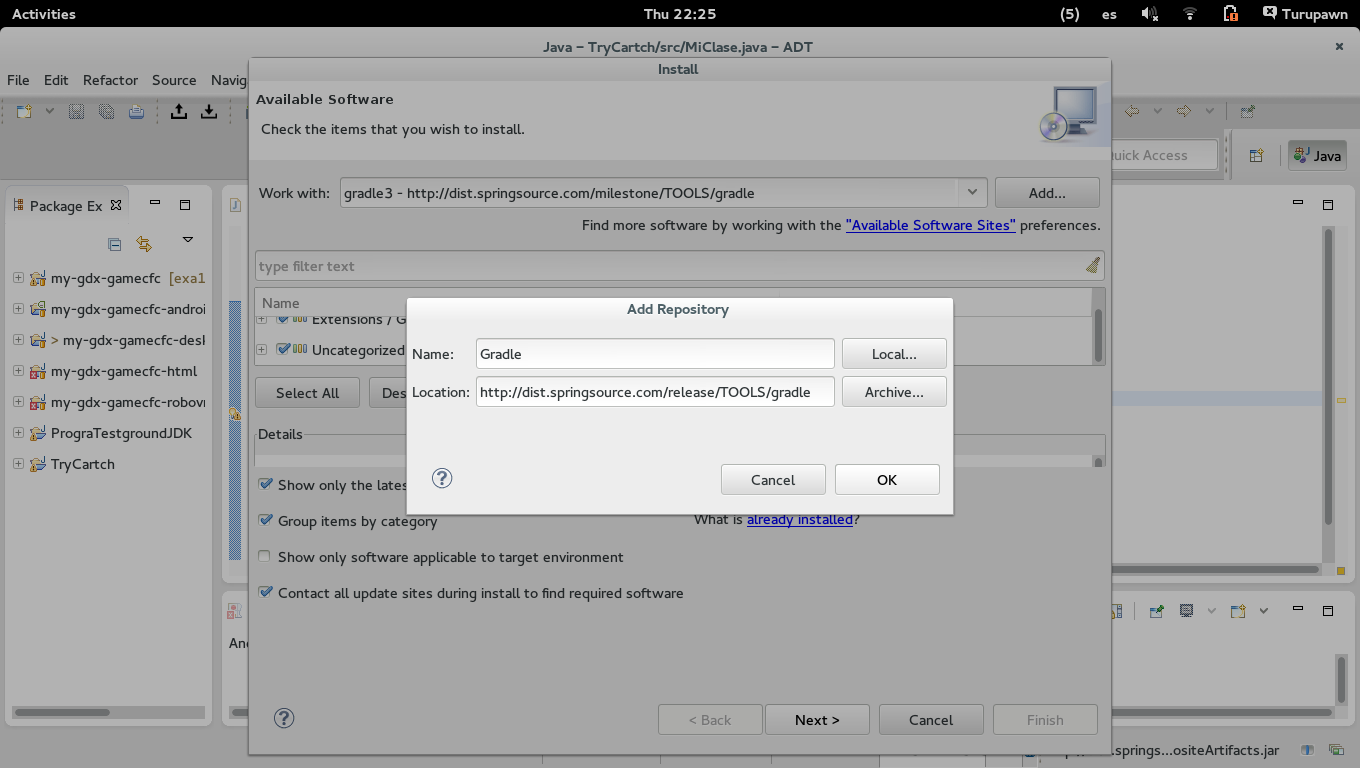 Activities
Thu 22:25
(5) es Turupawn
Java – TryCartch/src/MiClase.java – ADT
File Edit Refactor Source
Install
Available Software
Check the items that you wish to install.
Access
Java
Package Ex
Work with: gradle3 - http://dist.springsource.com/milestone/TOOLS/gradle Add...
Find more software by working with the "Available Software Sites" preferences.
type filter text
Name
Extensions / G
Uncategorized
Select All
my-gdx-gamecfc [exa1
my-gdx-gamecfc-androi
> my-gdx-gamecfc-desk
my-gdx-gamecfc-html
my-gdx-gamecfc-robov
PrograTestgroundJDK
TryCartch
Add Repository
Name: Gradle Local...
Location: http://dist.springsource.com/release/TOOLS/gradle Archive...
Cancel OK
Details
Show only the lates
Group items by category
What is already installed?
Show only software applicable to target environment
Contact all update sites during install to find required software
< Back Next > Cancel Finish
.springs...ositeArtifacts.jar